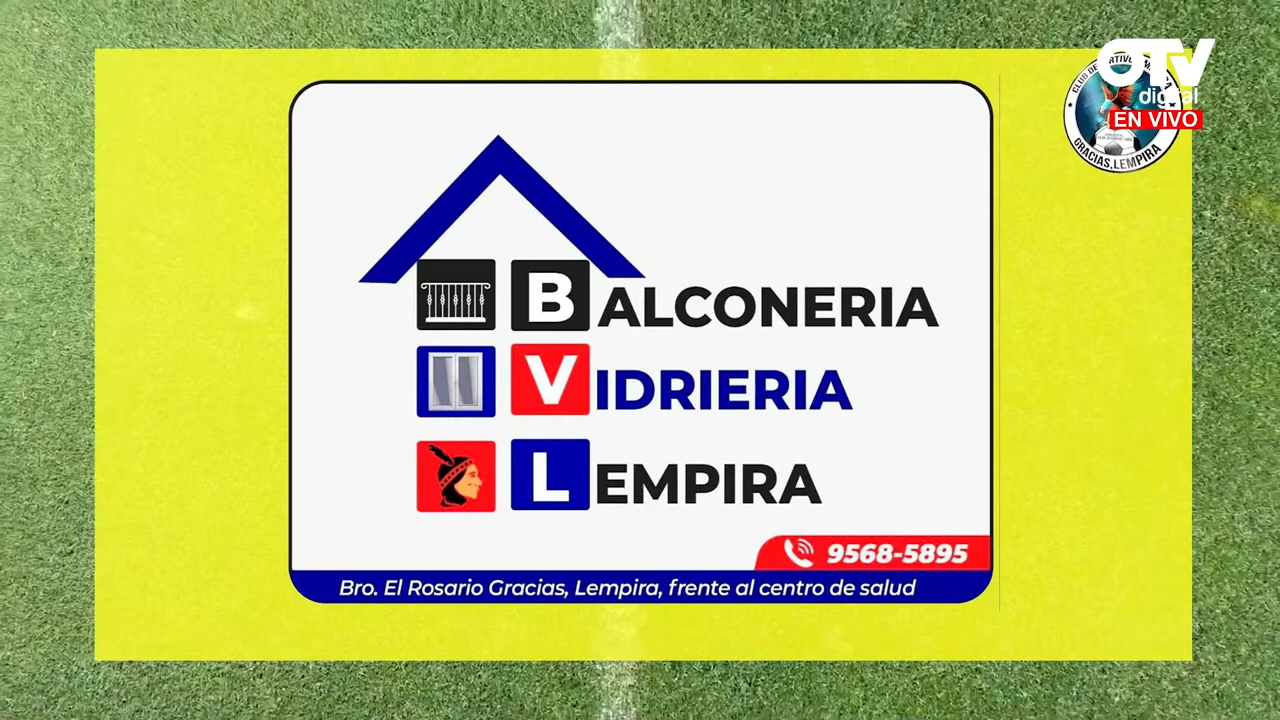 OTV
digital
EN VIVO
GRACIAS, LEMPIRA
BALCONERIA
VIDRIERIA
LEMPIRA
9568-5895
Bro. El Rosario Gracias, Lempira, frente al centro de salud